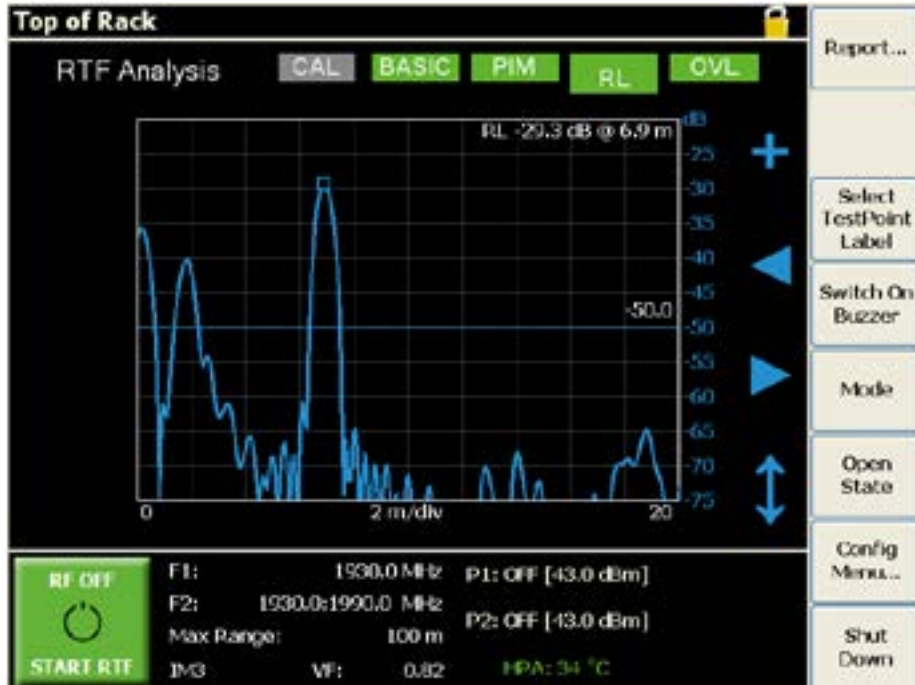 Top of Rack
RTF Analysis
CAL
BASIC
PIM
RL
OVL
RL -29.3 dB @ 6.9 m
dB
-25
-30
-35
-40
-45
-50.0
-50
-55
-60
-65
-70
-75
0
2 m/div
20
Report...
Select
TestPoint
Label
Switch On
Buzzer
Mode
Open
State
Config
Menu...
Shut
Down
RF OFF
START RTF
F1: 1930.0 MHz
F2: 1930.0:1990.0 MHz
Max Range: 100 m
IM3 VF: 0.82
P1: OFF [43.0 dBm]
P2: OFF [43.0 dBm]
HPA: 34 °C